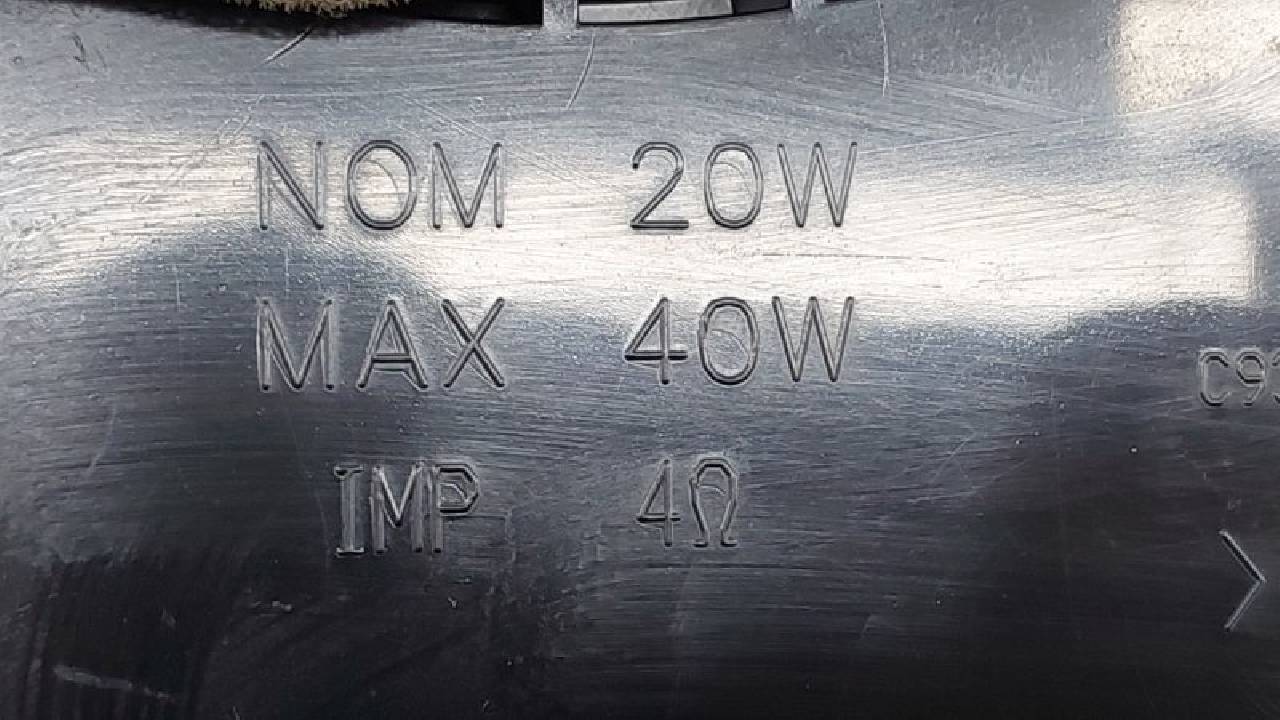 NOM 20W
MAX 40W
IMP 4Ω